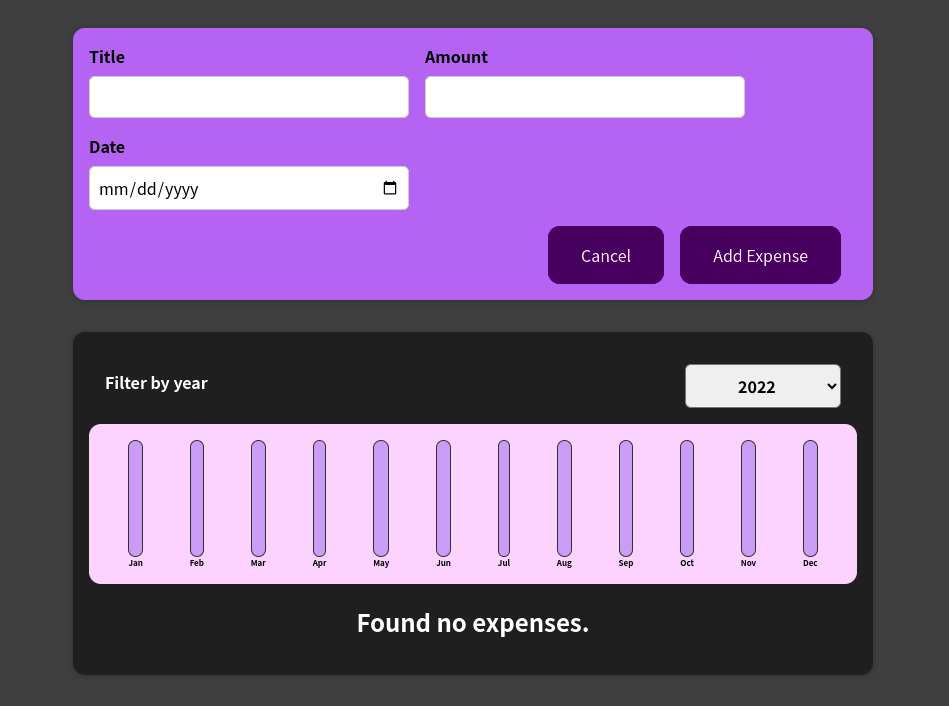 Title Amount
Date
mm/dd/yyyy
Cancel Add Expense
Filter by year 2022
Jan Feb Mar Apr May Jun Jul Aug Sep Oct Nov Dec
Found no expenses.